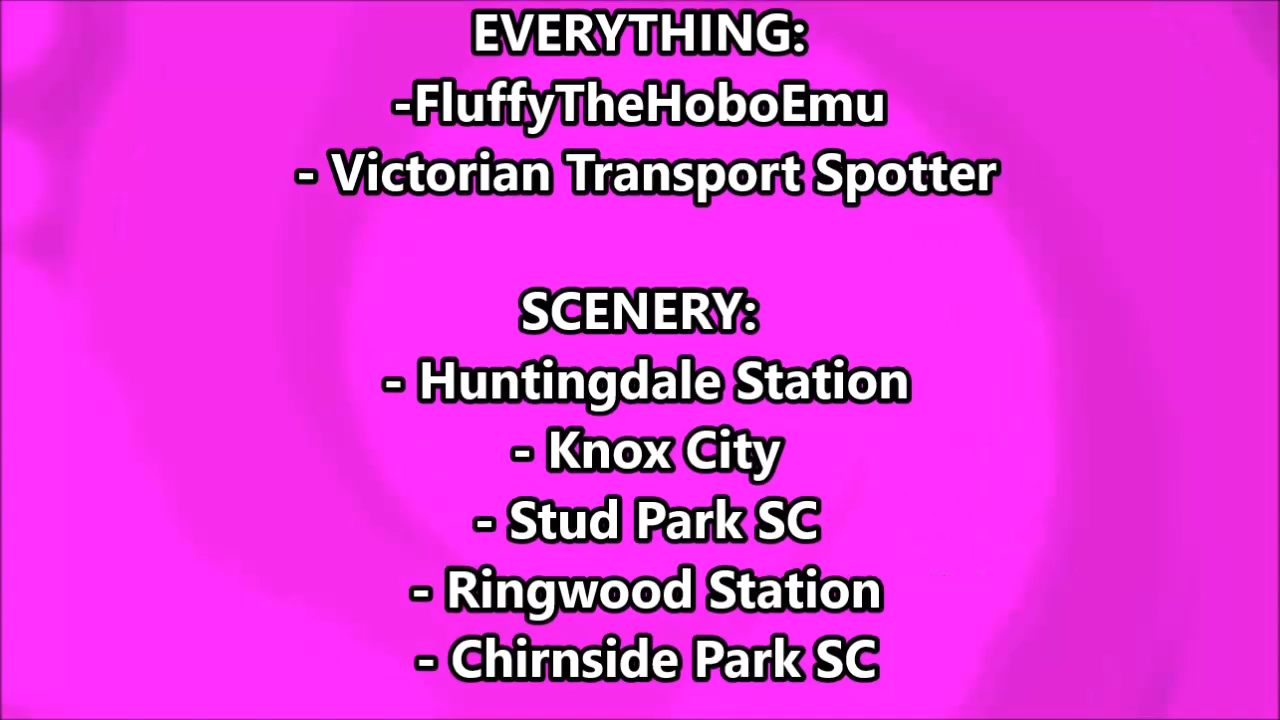 EVERYTHING:
-FluffyTheHoboEmu
- Victorian Transport Spotter
SCENERY:
- Huntingdale Station
- Knox City
- Stud Park SC
- Ringwood Station
- Chirnside Park SC